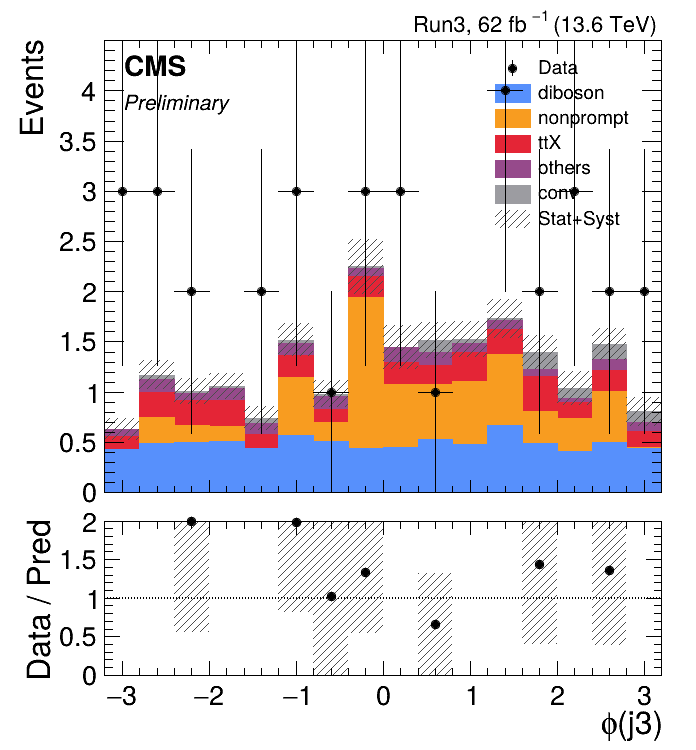 Run3, 62 fb⁻¹ (13.6 TeV)
CMS
Preliminary
Events
Data
diboson
nonprompt
ttX
others
conv
Stat+Syst
4
3.5
3
2.5
2
1.5
1
0.5
0
Data / Pred
2
1.5
1
0.5
0
−3 −2 −1 0 1 2 3
ϕ(j3)